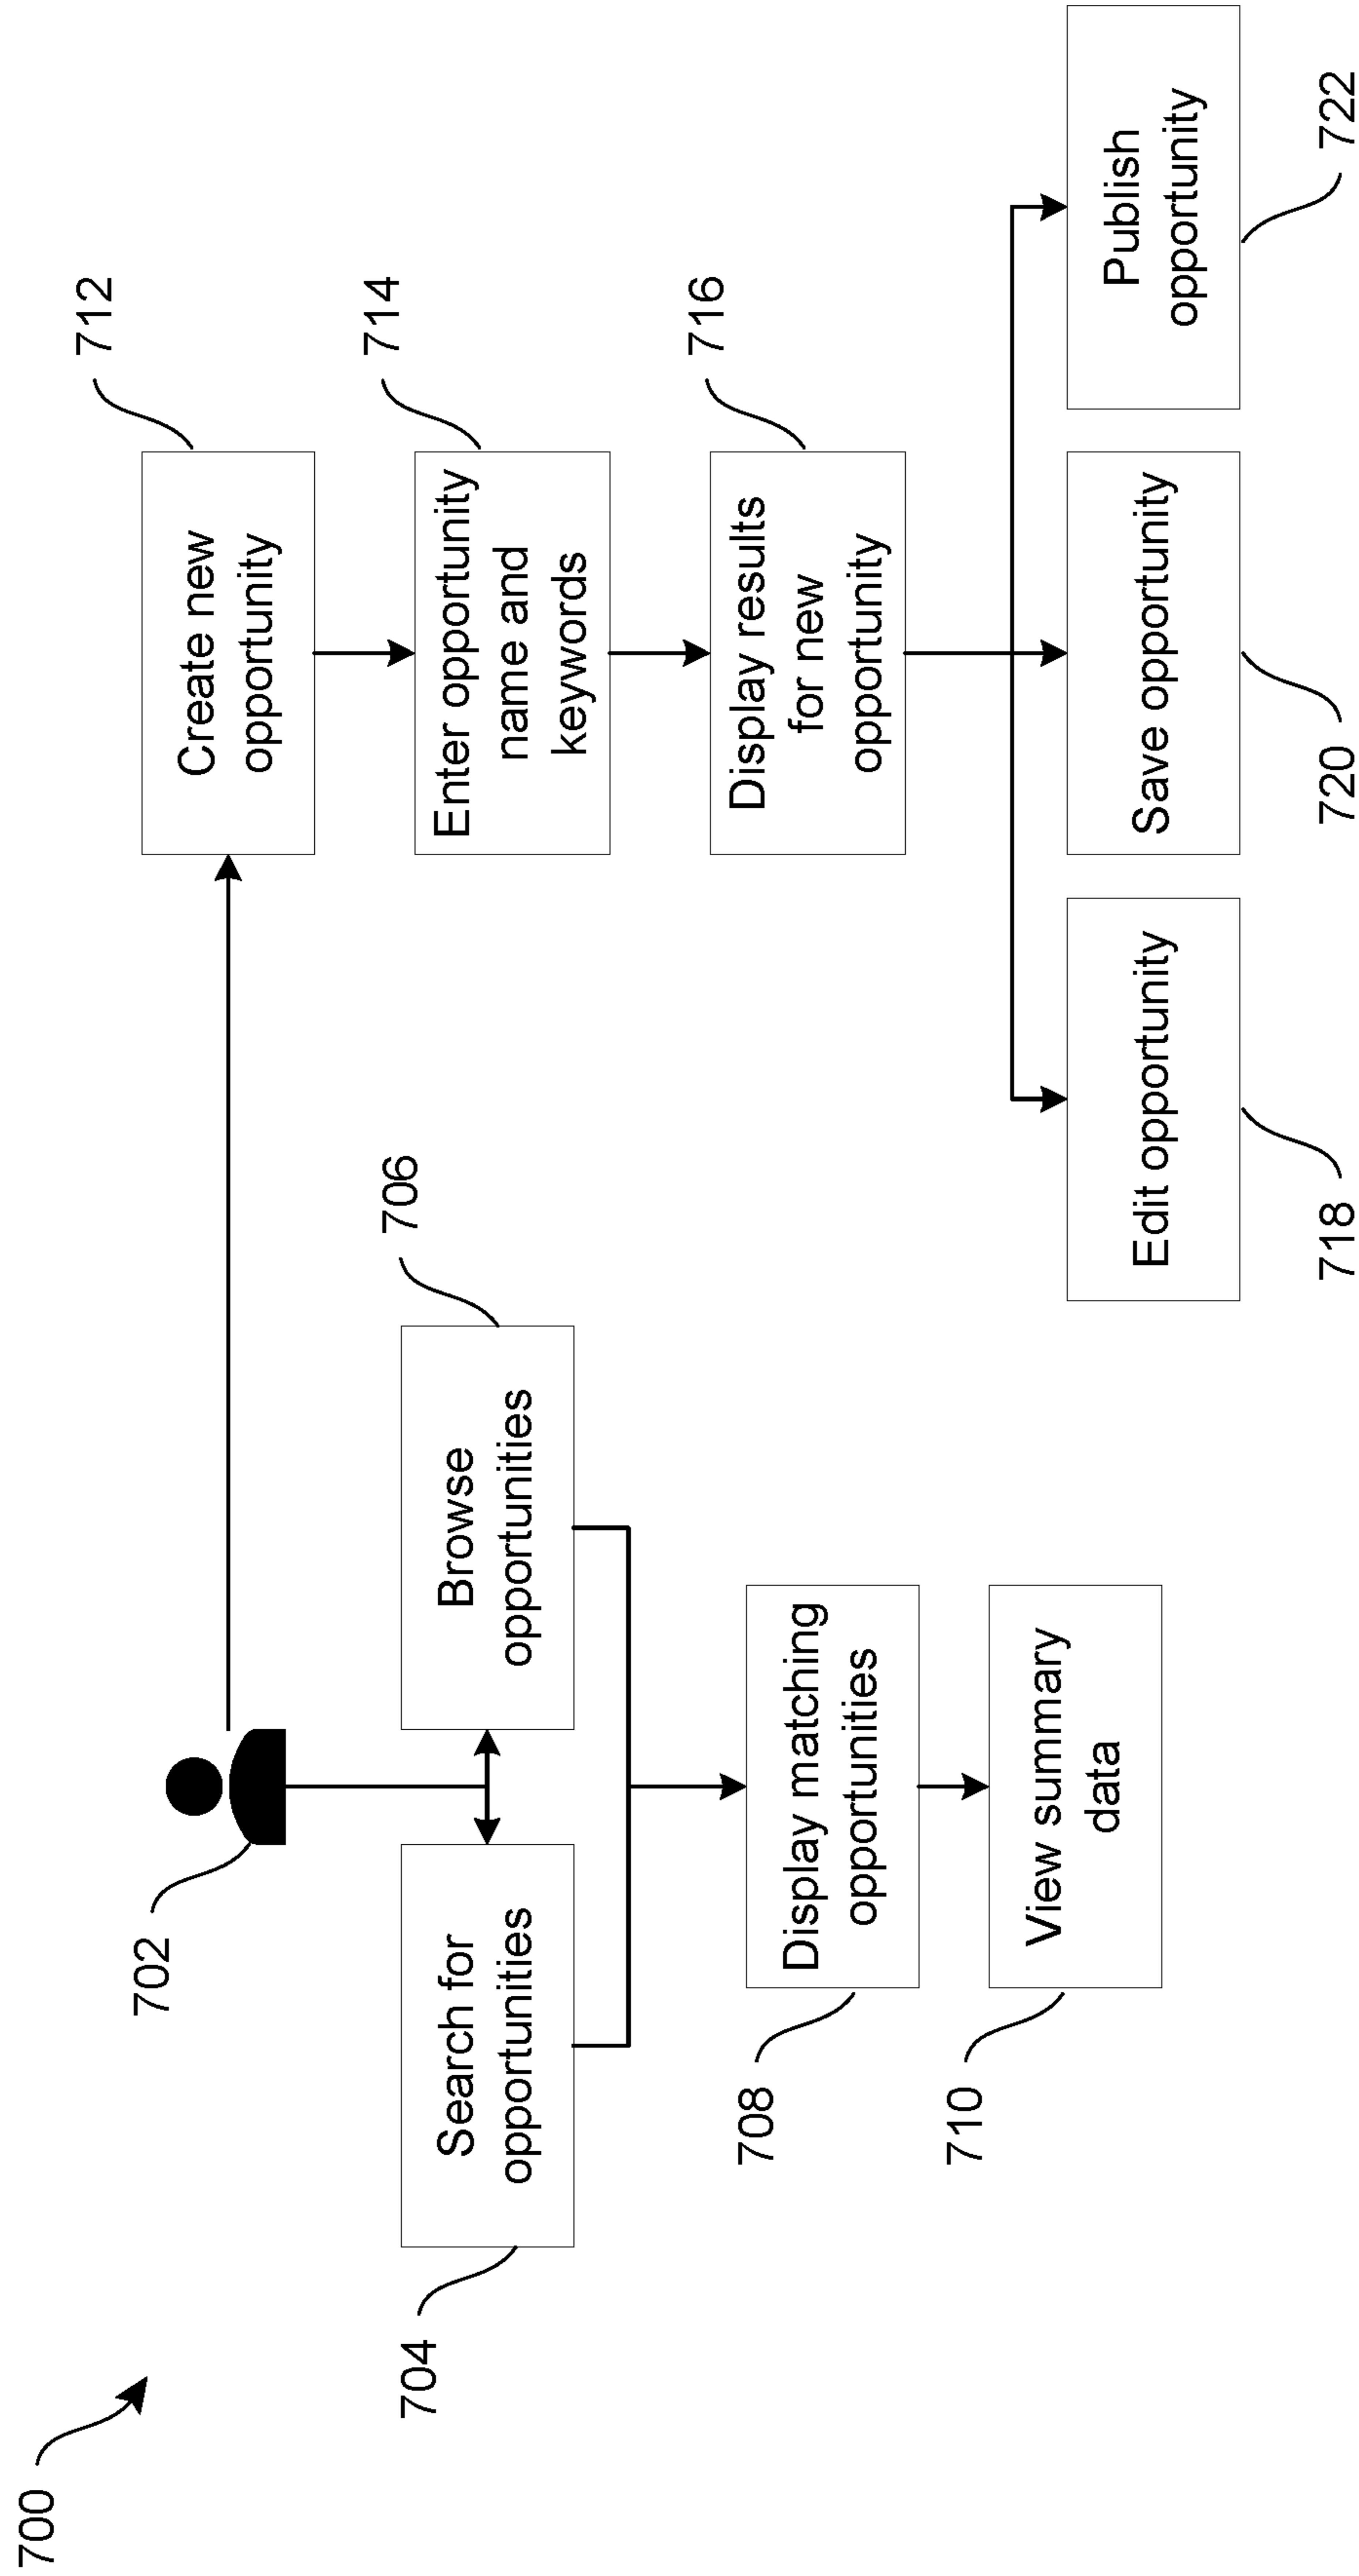 700
702
712
Create new
opportunity
704
Search for
opportunities
Browse
opportunities
706
714
Enter opportunity
name and
keywords
708
Display matching
opportunities
716
Display results
for new
opportunity
710
View summary
data
Edit opportunity
Save opportunity
Publish
opportunity
718
720
722